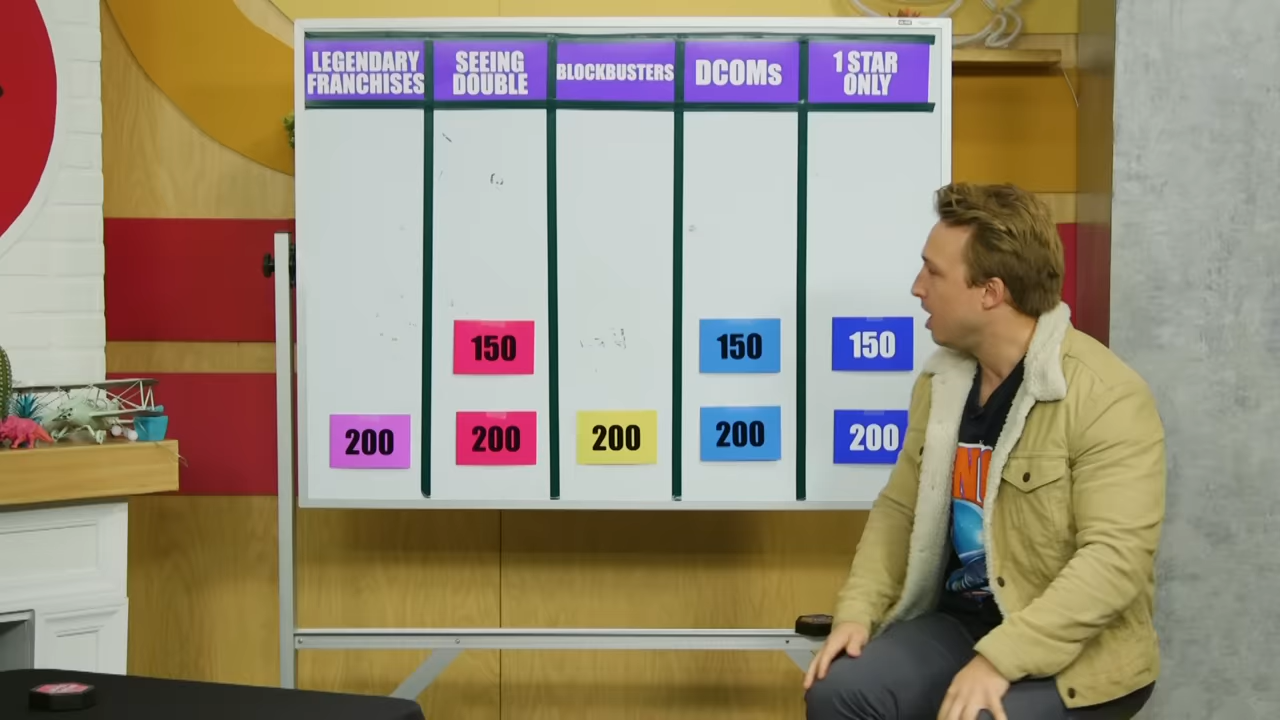 LEGENDARY
FRANCHISES
SEEING
DOUBLE
BLOCKBUSTERS
DCOMs
1 STAR
ONLY
150
150
150
200
200
200
200
200